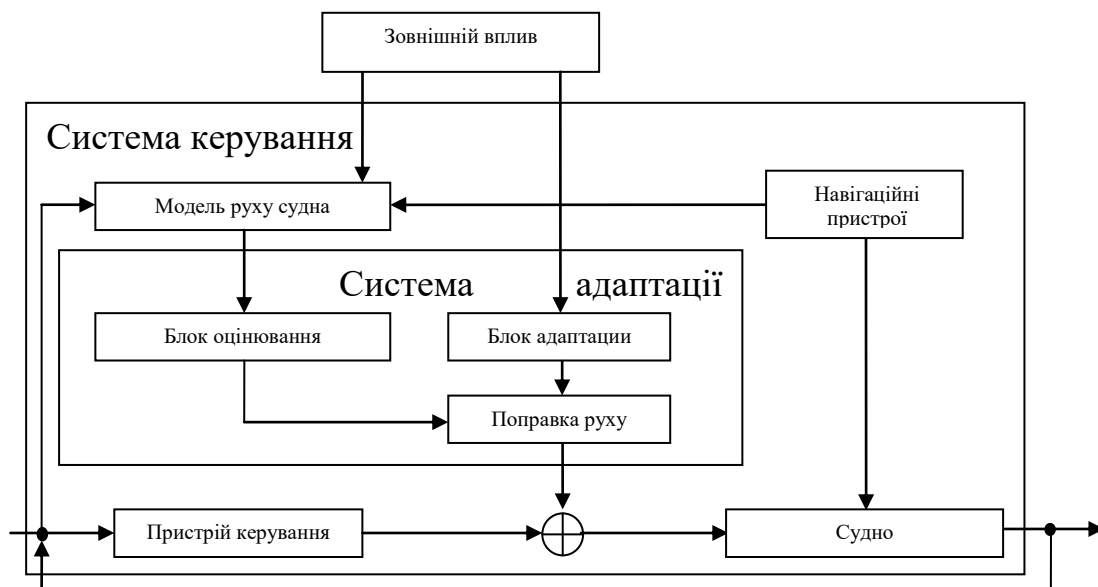 Зовнішній вплив
Система керування
Модель руху судна
Навігаційні
пристрої
Система адаптації
Блок оцінювання
Блок адаптации
Поправка руху
Пристрій керування
Судно